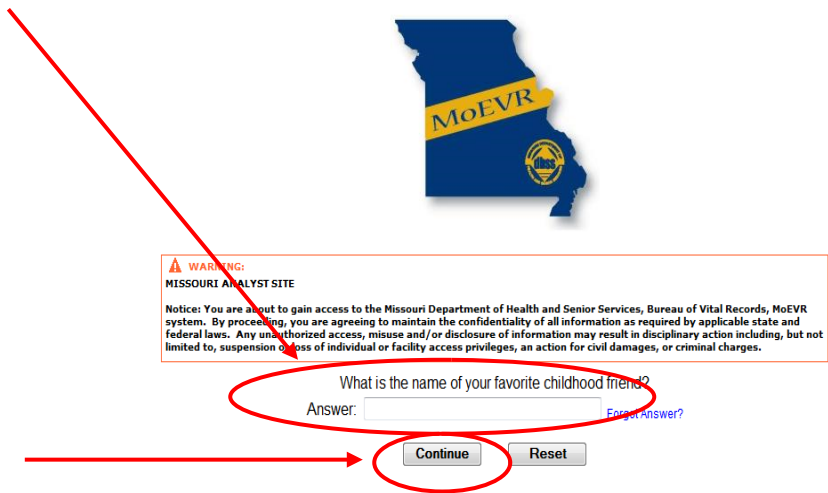 MOEVR
dhss
WARNING:
MISSOURI ANALYST SITE
Notice: You are about to gain access to the Missouri Department of Health and Senior Services, Bureau of Vital Records, MoEVR
system. By proceeding, you are agreeing to maintain the confidentiality of all information as required by applicable state and
federal laws. Any unauthorized access, misuse and/or disclosure of information may result in disciplinary action including, but not
limited to, suspension or loss of individual or facility access privileges, an action for civil damages, or criminal charges.
What is the name of your favorite childhood friend?
Answer: Forgot Answer?
Continue Reset